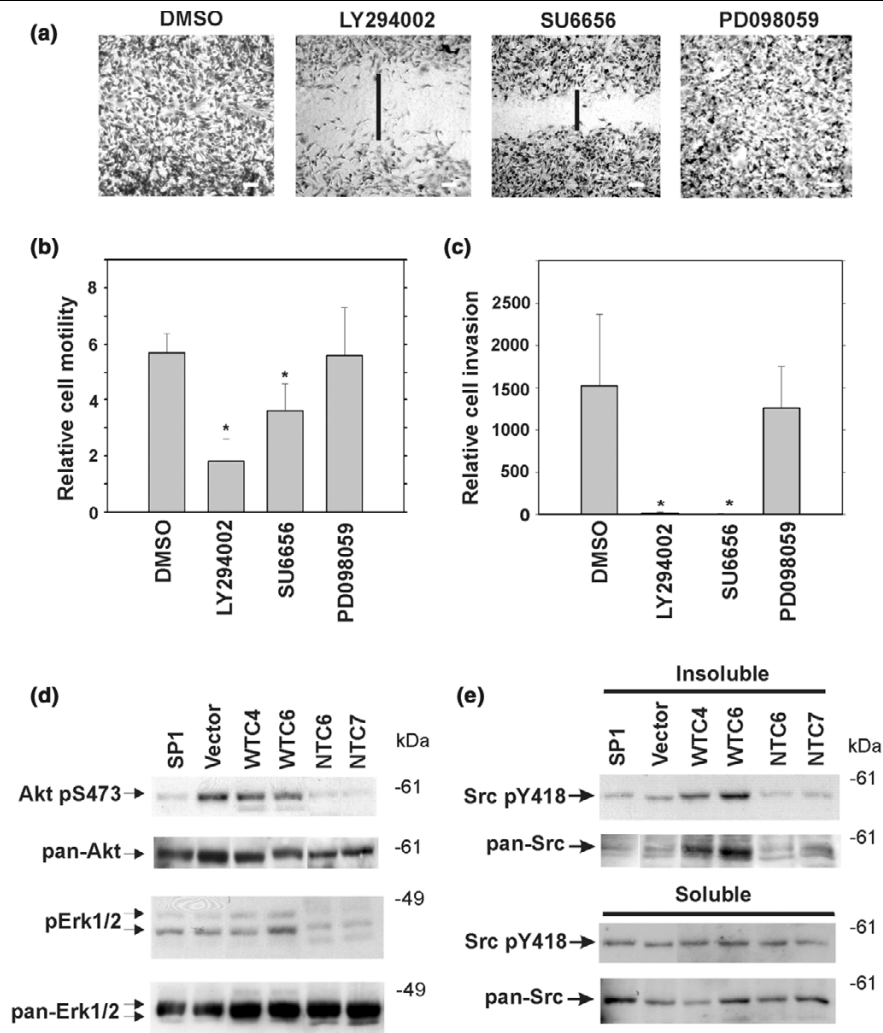 (a)
DMSO LY294002 SU6656 PD098059
(b)
Relative cell motility
8
6
4
2
0
* *
DMSO LY294002 SU6656 PD098059
(c)
Relative cell invasion
2500
2000
1500
1000
500
0
* *
DMSO LY294002 SU6656 PD098059
(d)
SP1 Vector WTC4 WTC6 NTC6 NTC7
kDa
Akt pS473 -61
pan-Akt -61
pErk1/2 -49
pan-Erk1/2 -49
(e)
Insoluble
SP1 Vector WTC4 WTC6 NTC6 NTC7
kDa
Src pY418 -61
pan-Src -61
Soluble
Src pY418 -61
pan-Src -61